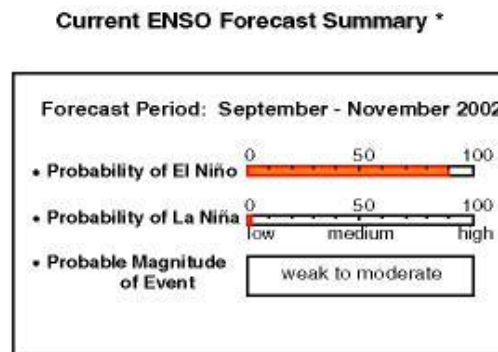 Current ENSO Forecast Summary *
Forecast Period: September - November 2002
0 50 100
• Probability of El Niño
0 50 100
• Probability of La Niña
low medium high
• Probable Magnitude
of Event
weak to moderate